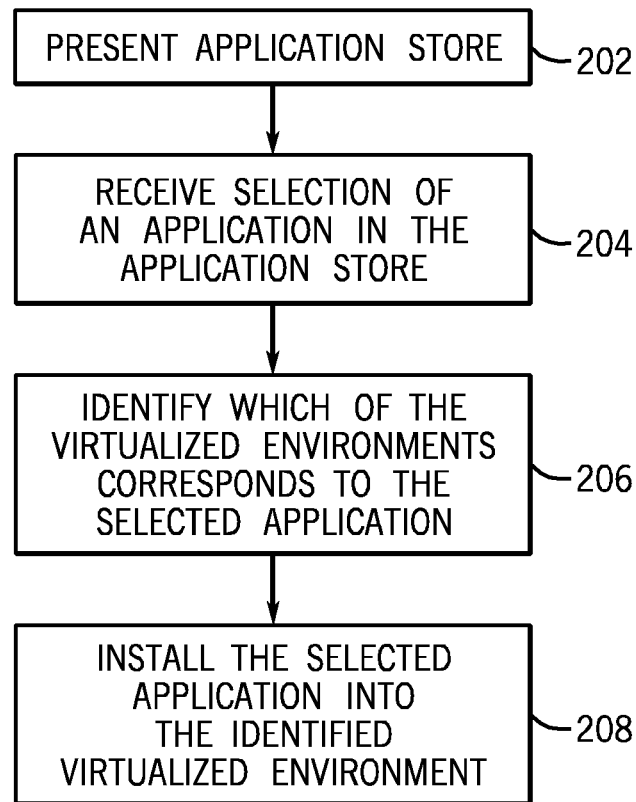 PRESENT APPLICATION STORE
202
RECEIVE SELECTION OF
AN APPLICATION IN THE
APPLICATION STORE
204
IDENTIFY WHICH OF THE
VIRTUALIZED ENVIRONMENTS
CORRESPONDS TO THE
SELECTED APPLICATION
206
INSTALL THE SELECTED
APPLICATION INTO
THE IDENTIFIED
VIRTUALIZED ENVIRONMENT
208